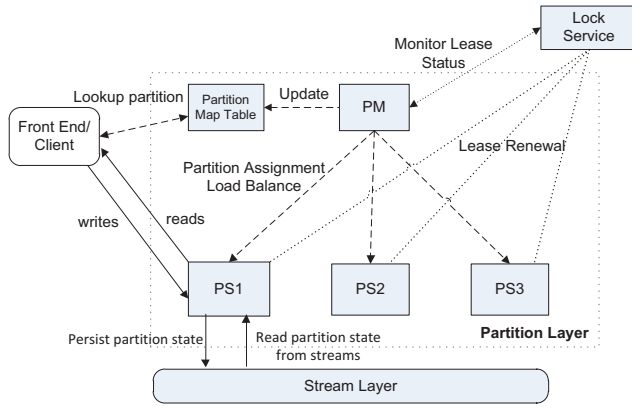 Lock
Service
Monitor Lease
Status
Lookup partition
Partition
Map Table
Update
PM
Front End/
Client
Partition Assignment
Load Balance
Lease Renewal
writes
reads
PS1
PS2
PS3
Partition Layer
Persist partition state
Read partition state
from streams
Stream Layer